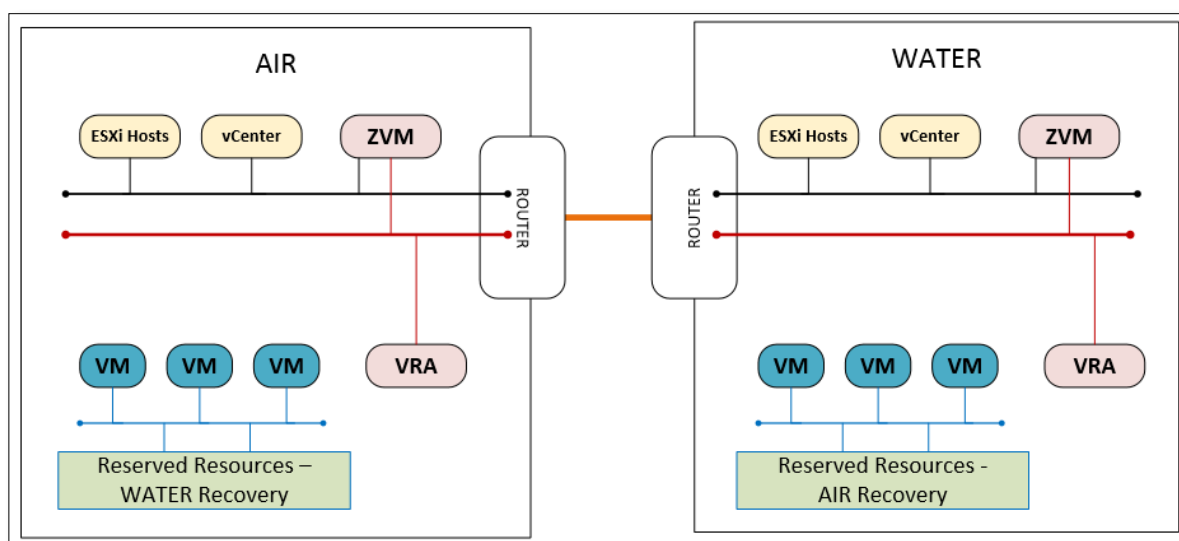 AIR
ESXi Hosts
vCenter
ZVM
ROUTER
VM
VM
VM
VRA
Reserved Resources –
WATER Recovery
WATER
ESXi Hosts
vCenter
ZVM
ROUTER
VM
VM
VM
VRA
Reserved Resources -
AIR Recovery